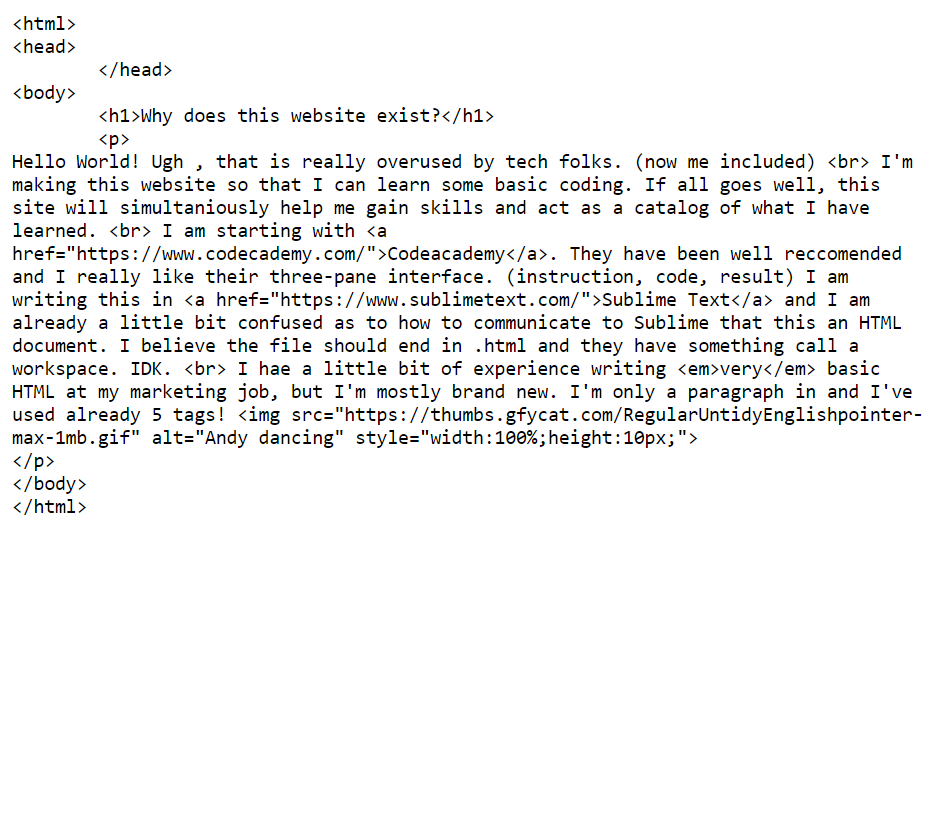 <html>
<head>
        </head>
<body>
        <h1>Why does this website exist?</h1>
        <p>
Hello World! Ugh , that is really overused by tech folks. (now me included) <br> I'm
making this website so that I can learn some basic coding. If all goes well, this
site will simultaniously help me gain skills and act as a catalog of what I have
learned. <br> I am starting with <a
href="https://www.codecademy.com/">Codeacademy</a>. They have been well reccomended
and I really like their three-pane interface. (instruction, code, result) I am
writing this in <a href="https://www.sublimetext.com/">Sublime Text</a> and I am
already a little bit confused as to how to communicate to Sublime that this an HTML
document. I believe the file should end in .html and they have something call a
workspace. IDK. <br> I hae a little bit of experience writing <em>very</em> basic
HTML at my marketing job, but I'm mostly brand new. I'm only a paragraph in and I've
used already 5 tags! <img src="https://thumbs.gfycat.com/RegularUntidyEnglishpointer-
max-1mb.gif" alt="Andy dancing" style="width:100%;height:10px;">
</p>
</body>
</html>